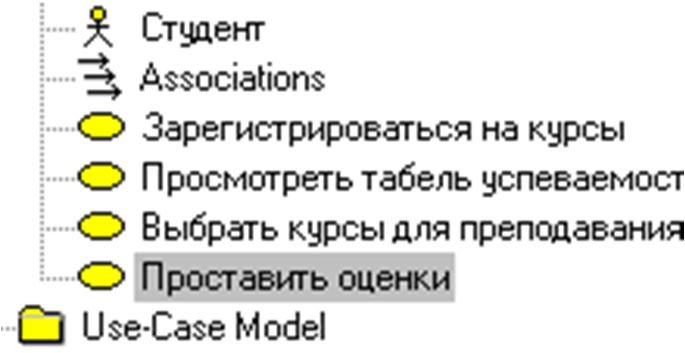 Студент
Associations
Зарегистрироваться на курсы
Просмотреть табель успеваемост
Выбрать курсы для преподавания
Проставить оценки
Use-Case Model